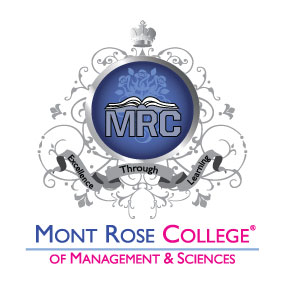 MRC
Excellence Through Learning
MONT ROSE COLLEGE®
OF MANAGEMENT & SCIENCES